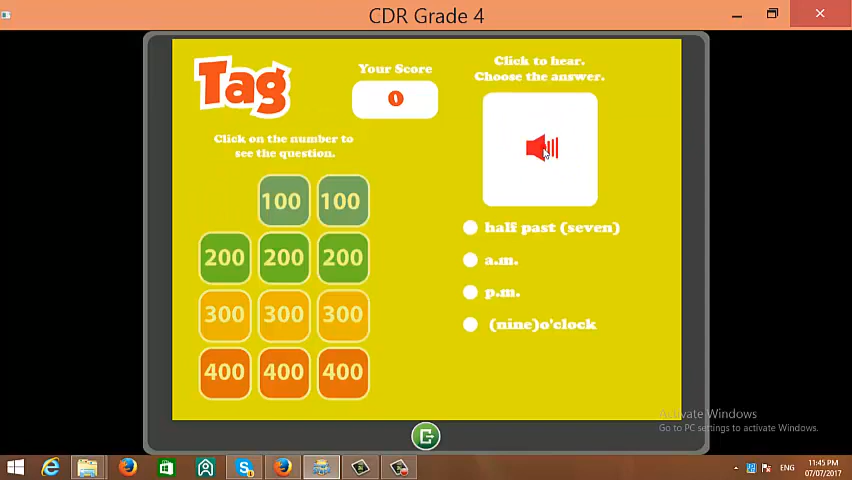 CDR Grade 4
Tag
Your Score
0
Click on the number to
see the question.
100 100
200 200 200
300 300 300
400 400 400
Click to hear.
Choose the answer.
half past (seven)
a.m.
p.m.
(nine)o'clock
Activate Windows
Go to PC settings to activate Windows.
ENG
11:45 PM
07/07/2017